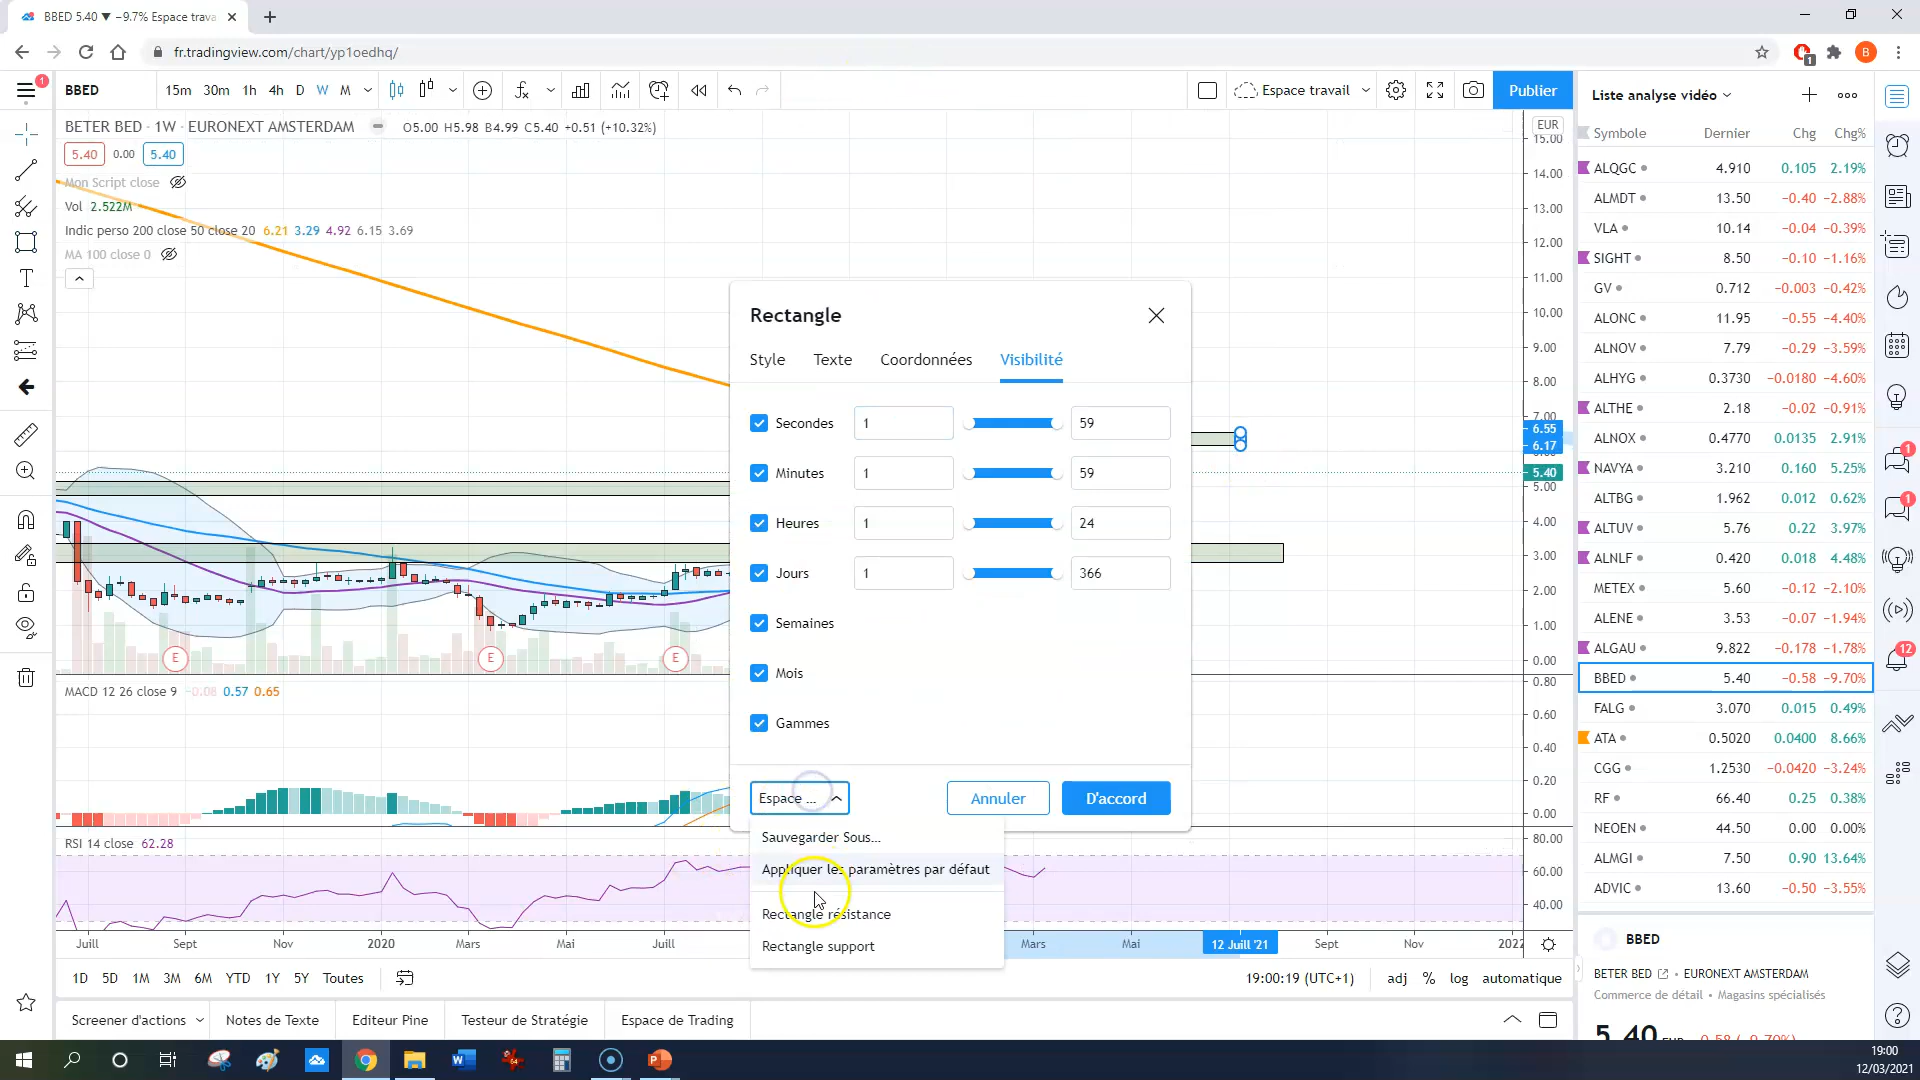 BBED 5.40 ▼ −9.7% Espace trava
fr.tradingview.com/chart/yp1oedhq/
B
1
1
BBED
15m 30m 1h 4h D W M
Espace travail
Publier
BETER BED · 1W · EURONEXT AMSTERDAM
O5.00 H5.98 B4.99 C5.40 +0.51 (+10.32%)
5.40 0.00 5.40
Mon Script close
Vol 2.522M
Indic perso 200 close 50 close 20 6.21 3.29 4.92 6.15 3.69
MA 100 close 0
EUR
15.00
14.00
13.00
12.00
11.00
10.00
9.00
8.00
7.00
6.55
6.17
5.40
5.00
4.00
3.00
2.00
1.00
0.00
E E E
MACD 12 26 close 9 −0.08 0.57 0.65
0.80
0.60
0.40
0.20
0.00
RSI 14 close 62.28
80.00
60.00
40.00
Juill Sept Nov 2020 Mars Mai Juill Mars Mai 12 Juill '21 Sept Nov 2022
Rectangle
Style Texte Coordonnées Visibilité
Secondes 1 59
Minutes 1 59
Heures 1 24
Jours 1 366
Semaines
Mois
Gammes
Espace ...
Annuler
D'accord
Sauvegarder Sous...
Appliquer les paramètres par défaut
Rectangle résistance
Rectangle support
1D 5D 1M 3M 6M YTD 1Y 5Y Toutes
19:00:19 (UTC+1) adj % log automatique
Screener d'actions Notes de Texte Editeur Pine Testeur de Stratégie Espace de Trading
Liste analyse vidéo
Symbole Dernier Chg Chg%
ALQGC 4.910 0.105 2.19%
ALMDT 13.50 −0.40 −2.88%
VLA 10.14 −0.04 −0.39%
SIGHT 8.50 −0.10 −1.16%
GV 0.712 −0.003 −0.42%
ALONC 11.95 −0.55 −4.40%
ALNOV 7.79 −0.29 −3.59%
ALHYG 0.3730 −0.0180 −4.60%
ALTHE 2.18 −0.02 −0.91%
ALNOX 0.4770 0.0135 2.91%
NAVYA 3.210 0.160 5.25%
ALTBG 1.962 0.012 0.62%
ALTUV 5.76 0.22 3.97%
ALNLF 0.420 0.018 4.48%
METEX 5.60 −0.12 −2.10%
ALENE 3.53 −0.07 −1.94%
ALGAU 9.822 −0.178 −1.78%
BBED 5.40 −0.58 −9.70%
FALG 3.070 0.015 0.49%
ATA 0.5020 0.0400 8.66%
CGG 1.2530 −0.0420 −3.24%
RF 66.40 0.25 0.38%
NEOEN 44.50 0.00 0.00%
ALMGI 7.50 0.90 13.64%
ADVIC 13.60 −0.50 −3.55%
BBED
BETER BED • EURONEXT AMSTERDAM
Commerce de détail • Magasins spécialisés
5.40 EUR −0.58 (−9.70%)
1
1
12
19:00
12/03/2021